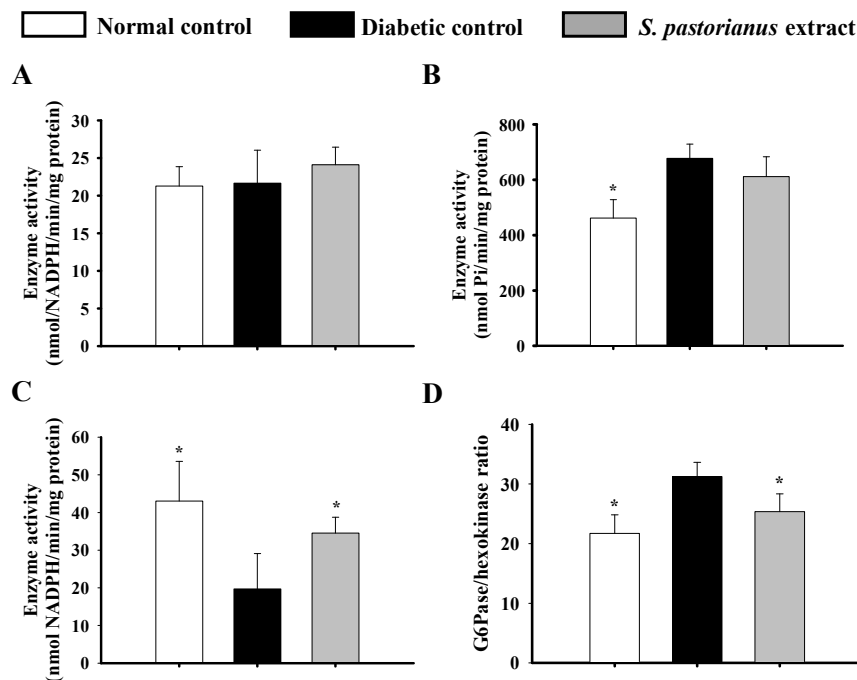 Normal control Diabetic control S. pastorianus extract
A
Enzyme activity
(nmol/NADPH/min/mg protein)
30
25
20
15
10
5
0
*
B
Enzyme activity
(nmol Pi/min/mg protein)
800
600
400
200
0
*
C
Enzyme activity
(nmol NADPH/min/mg protein)
60
50
40
30
20
10
0
*
*
D
G6Pase/hexokinase ratio
40
30
20
10
0
*
*